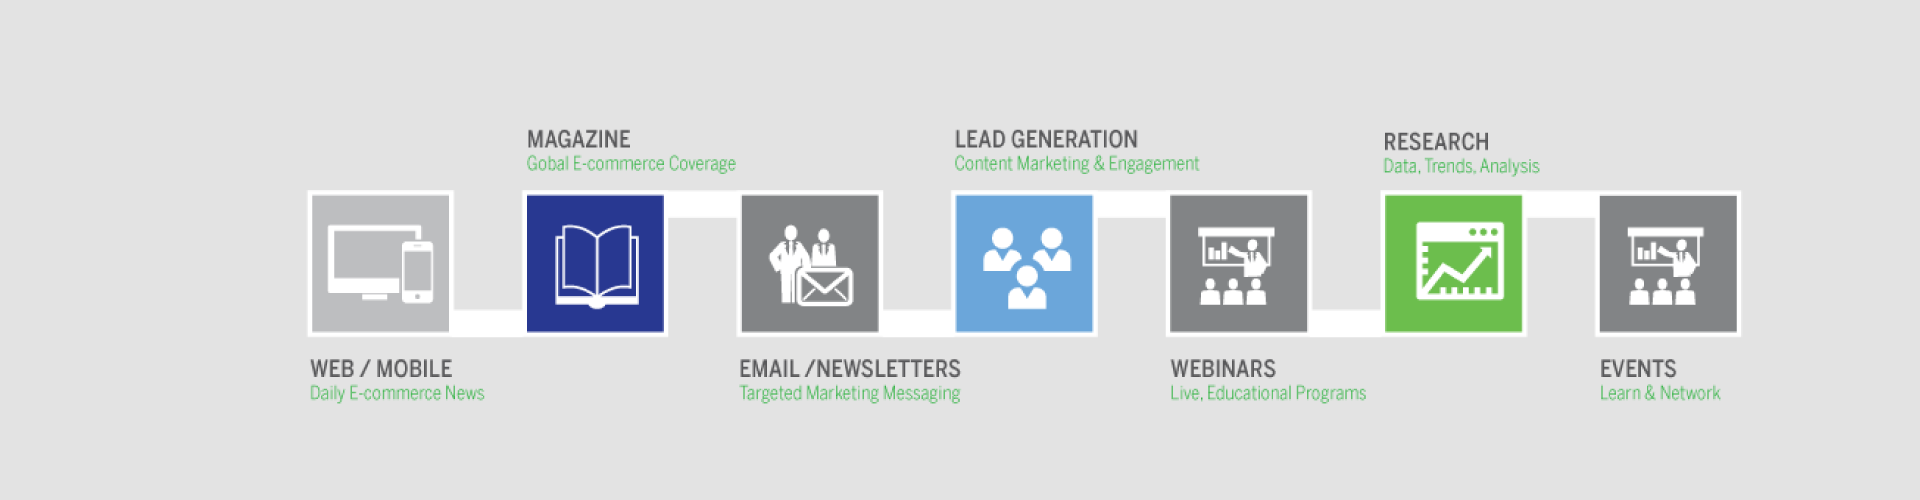 MAGAZINE
Gobal E-commerce Coverage
LEAD GENERATION
Content Marketing & Engagement
RESEARCH
Data, Trends, Analysis
WEB / MOBILE
Daily E-commerce News
EMAIL /NEWSLETTERS
Targeted Marketing Messaging
WEBINARS
Live, Educational Programs
EVENTS
Learn & Network